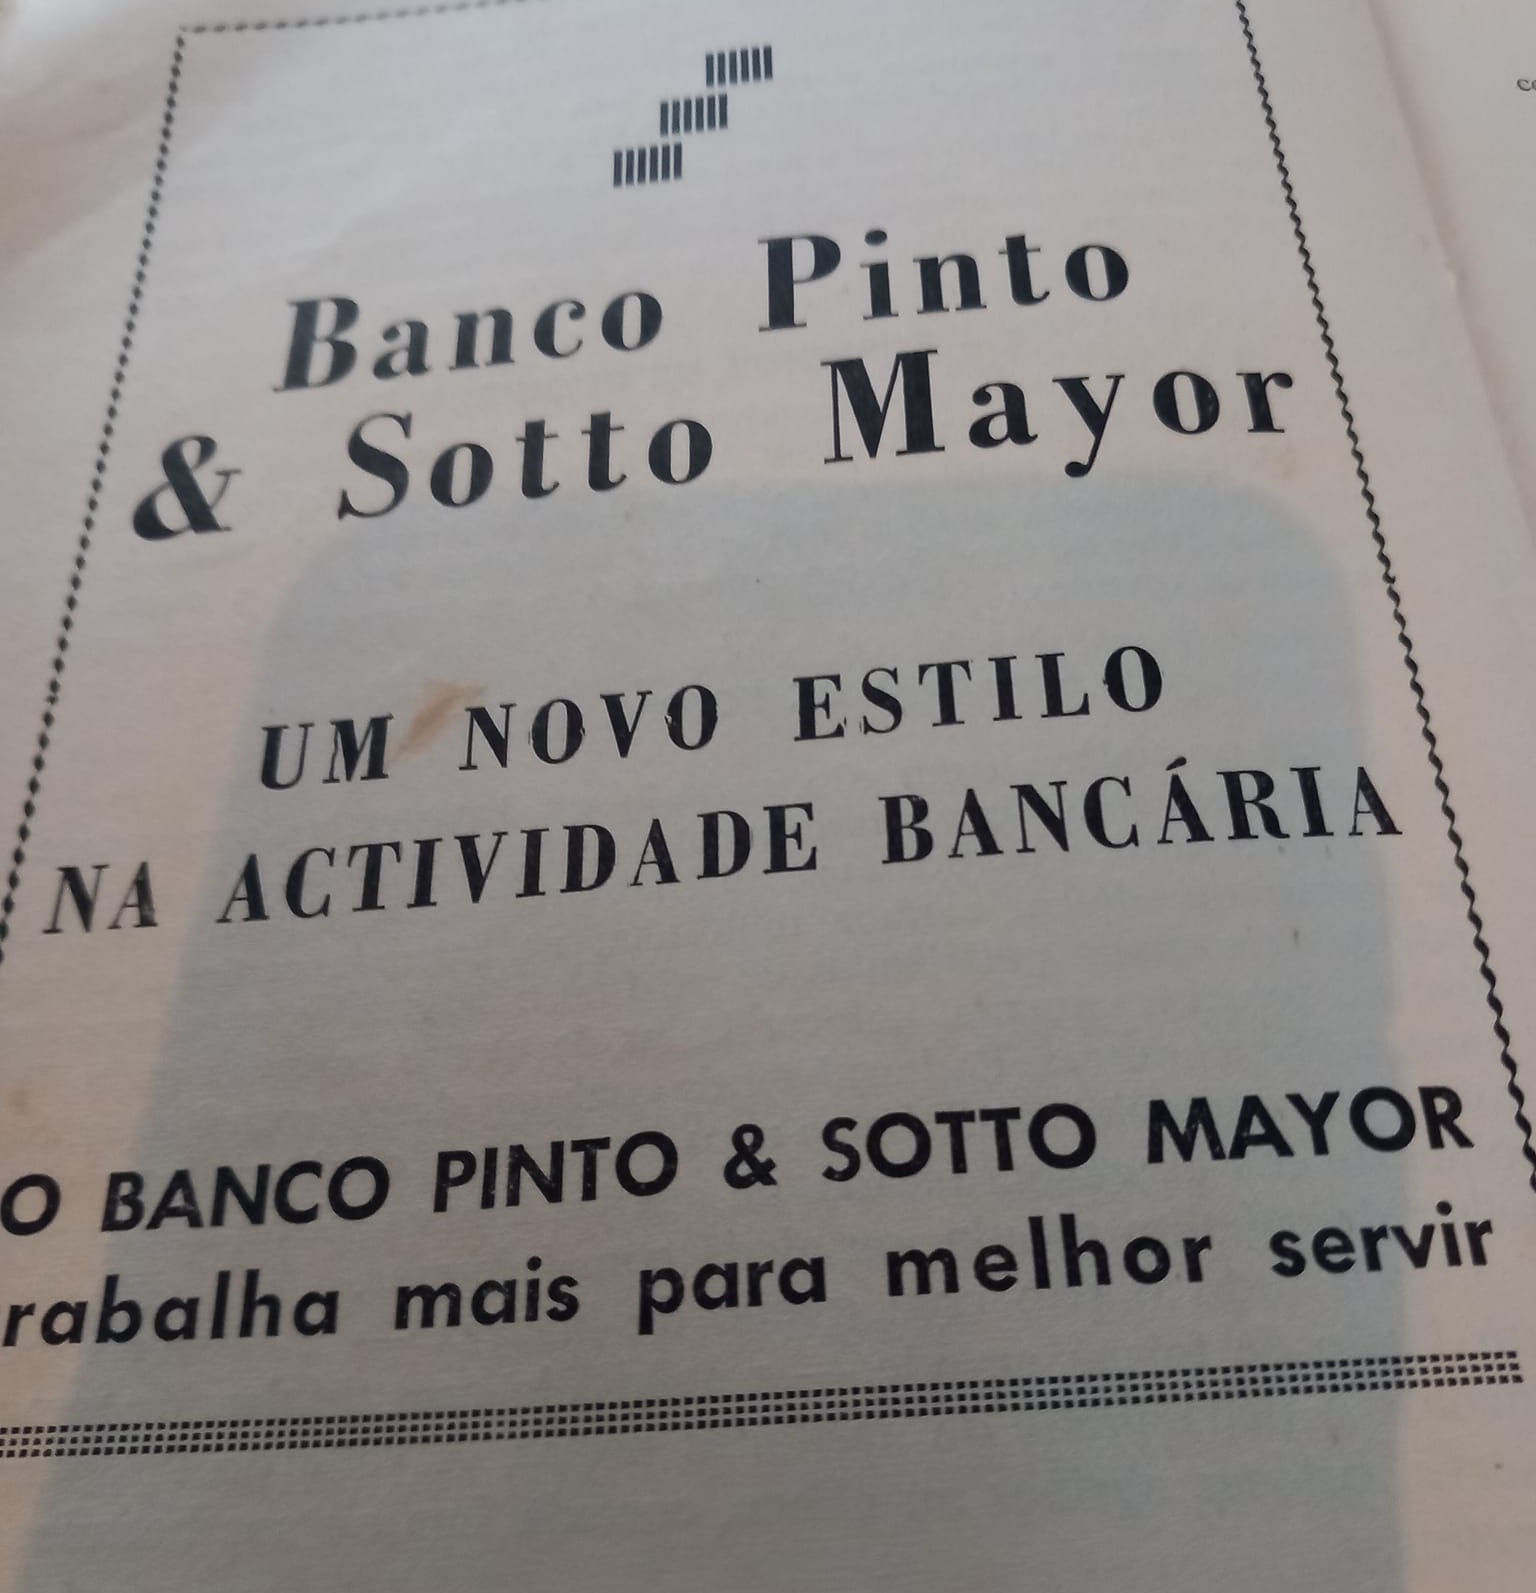 Banco Pinto
& Sotto Mayor
UM NOVO ESTILO
NA ACTIVIDADE BANCÁRIA
O BANCO PINTO & SOTTO MAYOR
rabalha mais para melhor servir